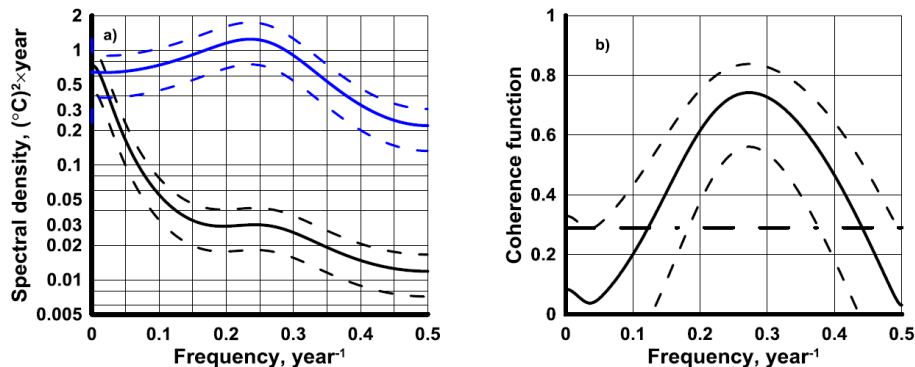 a)
Spectral density, (°C)²×year
2
1
0.5
0.3
0.2
0.1
0.05
0.03
0.02
0.01
0.005
0 0.1 0.2 0.3 0.4 0.5
Frequency, year⁻¹
b)
Coherence function
1
0.8
0.6
0.4
0.2
0
0 0.1 0.2 0.3 0.4 0.5
Frequency, year⁻¹